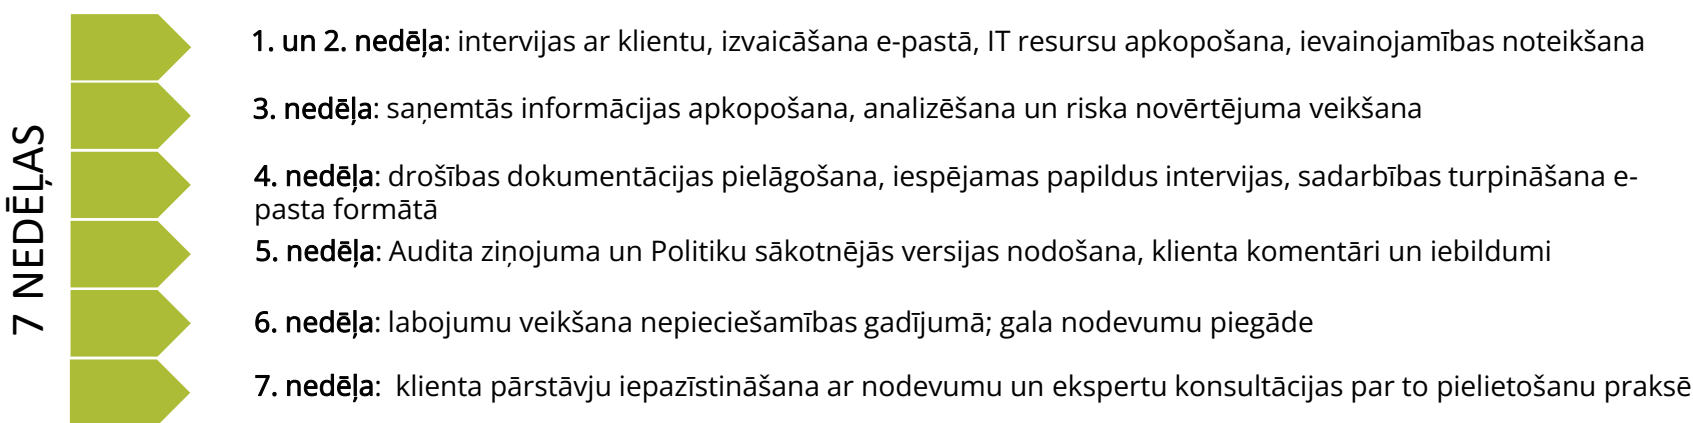 7 NEDĒĻAS
1. un 2. nedēļa: intervijas ar klientu, izvaicāšana e-pastā, IT resursu apkopošana, ievainojamības noteikšana
3. nedēļa: saņemtās informācijas apkopošana, analizēšana un riska novērtējuma veikšana
4. nedēļa: drošības dokumentācijas pielāgošana, iespējamas papildus intervijas, sadarbības turpināšana e-
pasta formātā
5. nedēļa: Audita ziņojuma un Politiku sākotnējās versijas nodošana, klienta komentāri un iebildumi
6. nedēļa: labojumu veikšana nepieciešamības gadījumā; gala nodevumu piegāde
7. nedēļa: klienta pārstāvju iepazīstināšana ar nodevumu un ekspertu konsultācijas par to pielietošanu praksē